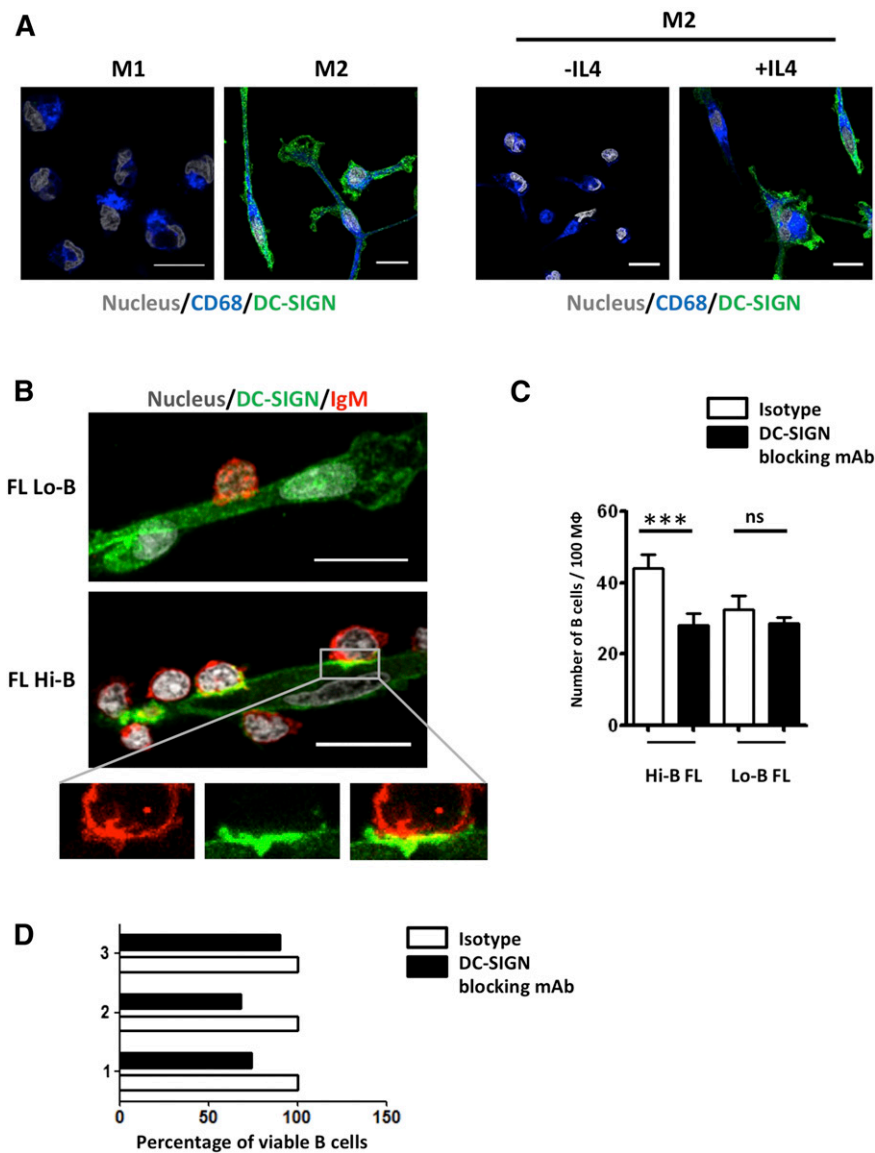 A
M2
M1
M2
-IL4
+IL4
Nucleus/CD68/DC-SIGN
Nucleus/CD68/DC-SIGN
B
Nucleus/DC-SIGN/IgM
FL Lo-B
FL Hi-B
C
Isotype
DC-SIGN
blocking mAb
Number of B cells / 100 MΦ
60
40
20
0
***
ns
Hi-B FL
Lo-B FL
D
3
2
1
0
50
100
150
Percentage of viable B cells
Isotype
DC-SIGN
blocking mAb